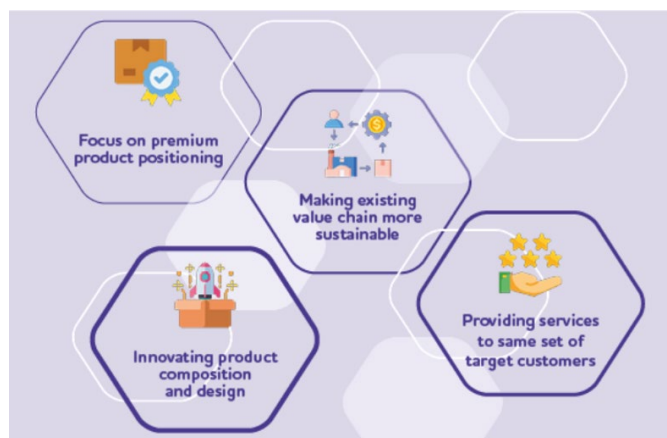 Focus on premium
product positioning
Making existing
value chain more
sustainable
Innovating product
composition
and design
Providing services
to same set of
target customers